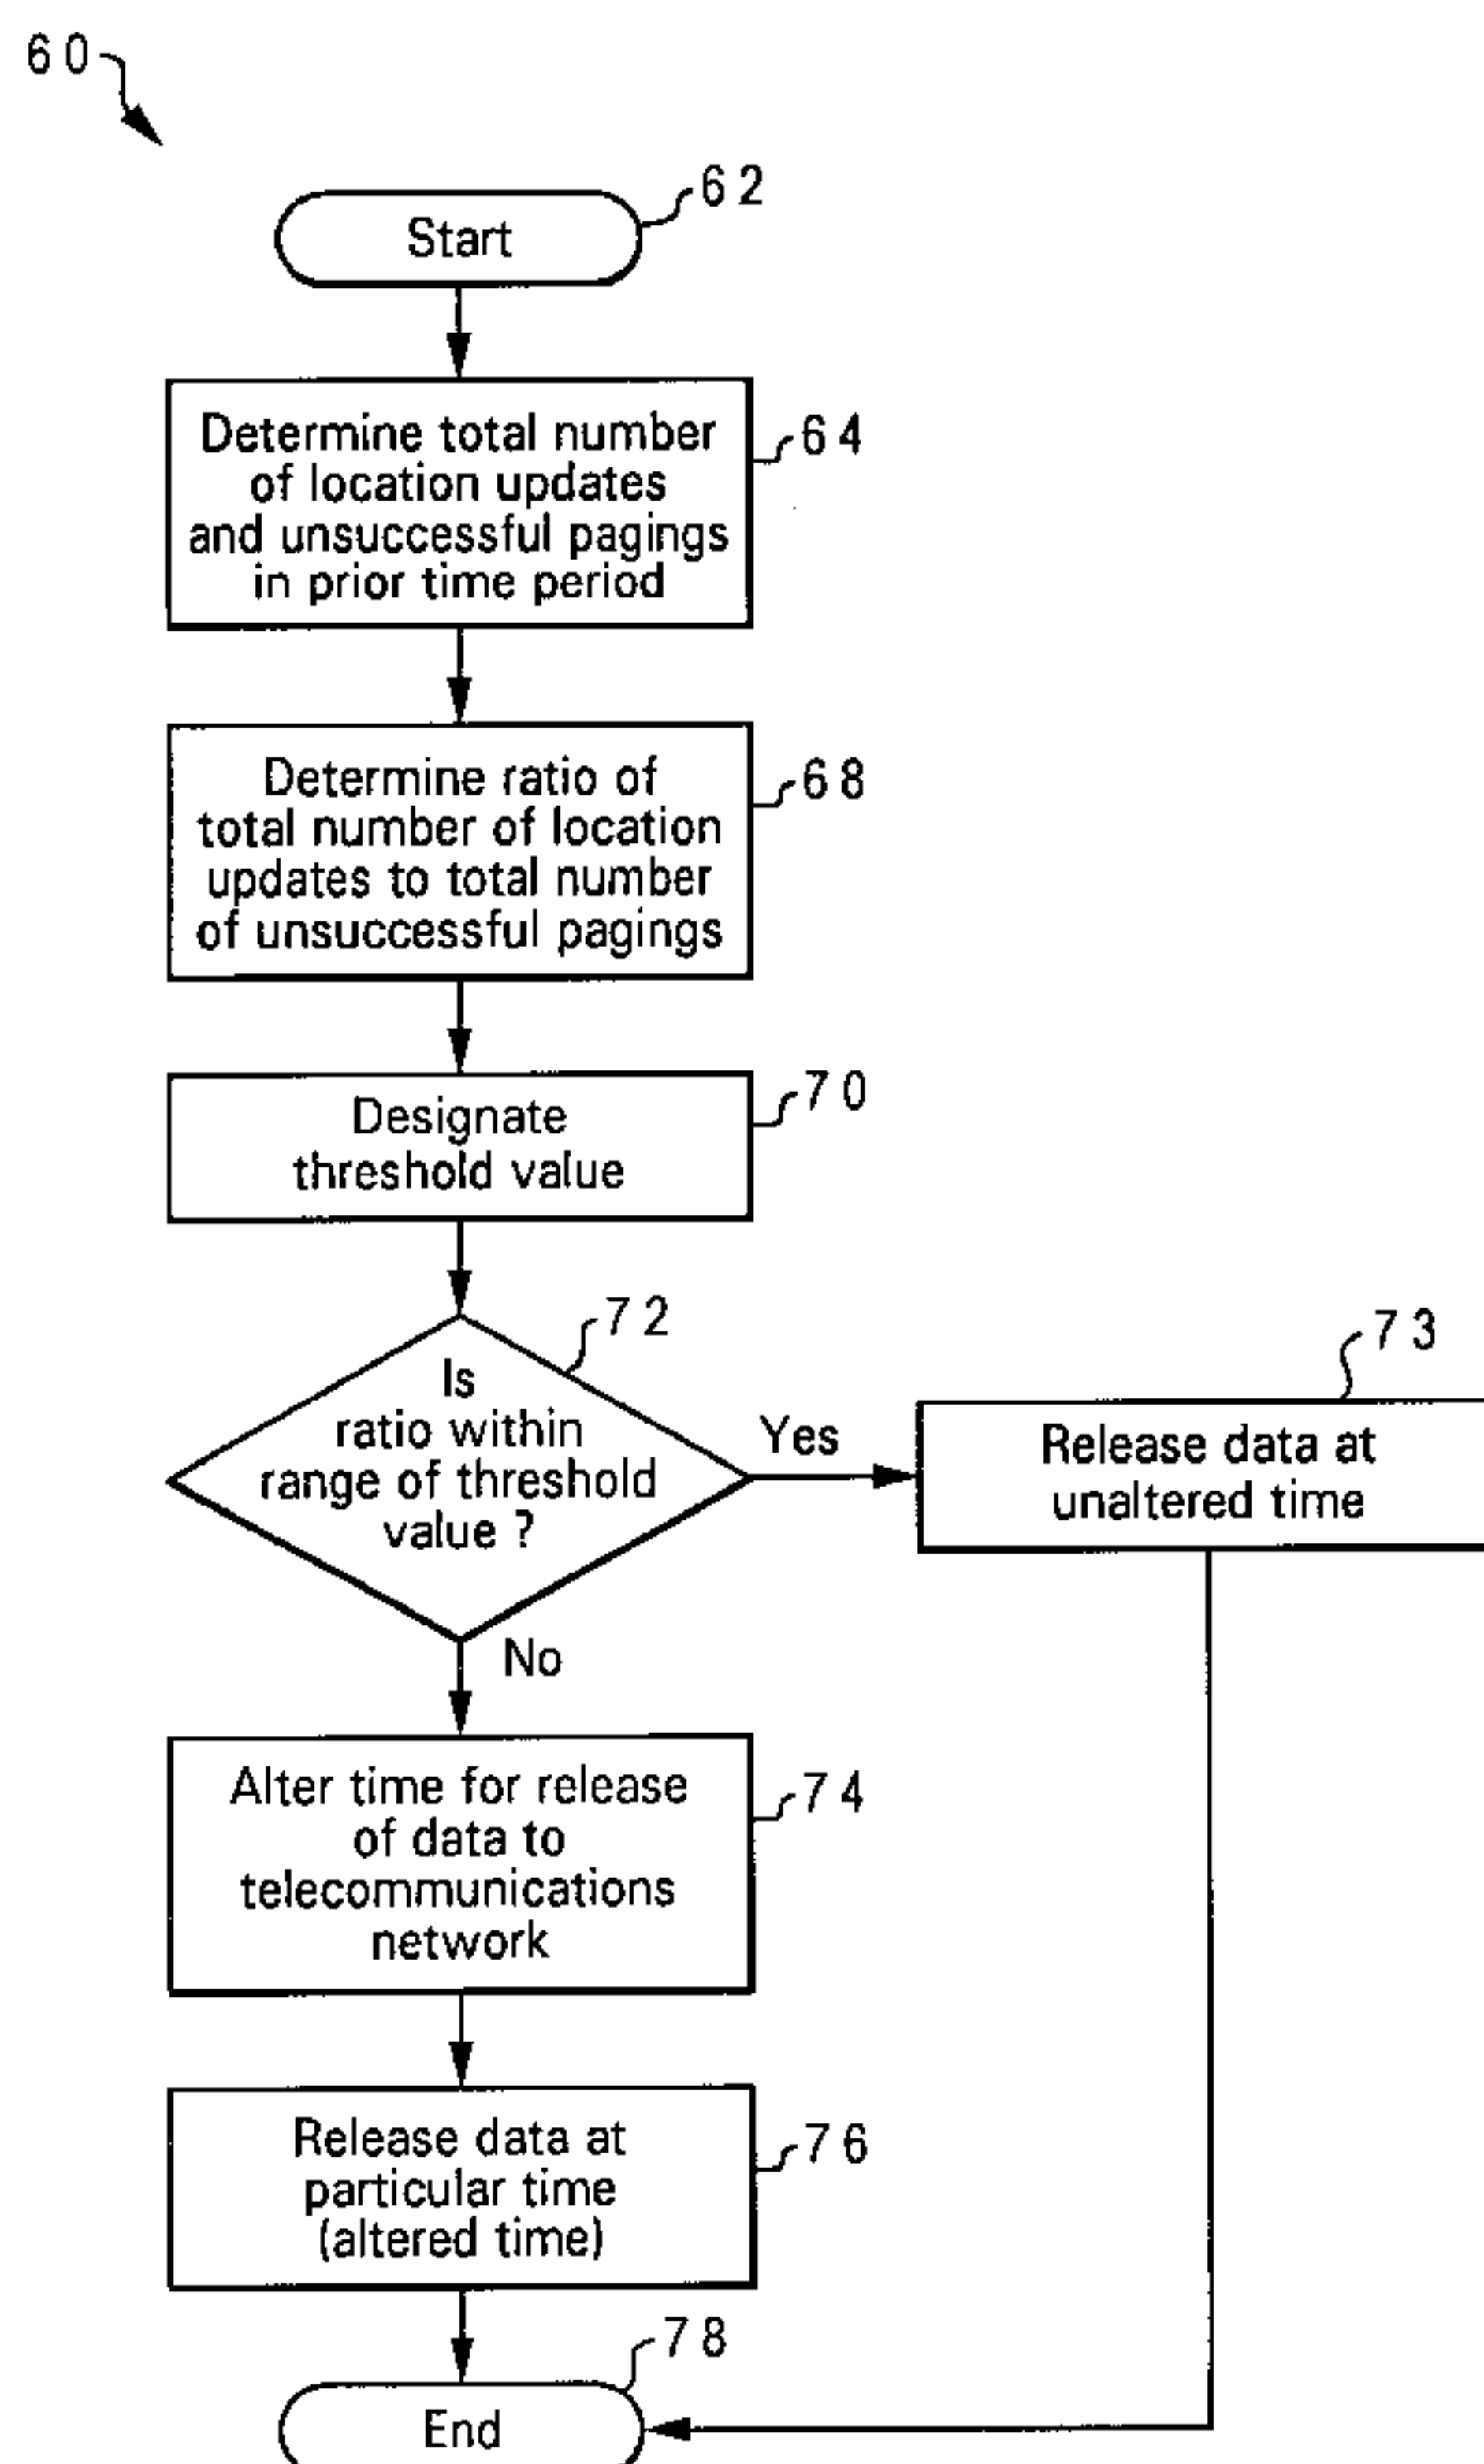 60
62
Start
Determine total number
of location updates
and unsuccessful pagings
in prior time period
64
Determine ratio of
total number of location
updates to total number
of unsuccessful pagings
68
Designate
threshold value
70
72
Is
ratio within
range of threshold
value ?
Yes
73
Release data at
unaltered time
No
Alter time for release
of data to
telecommunications
network
74
Release data at
particular time
(altered time)
76
78
End